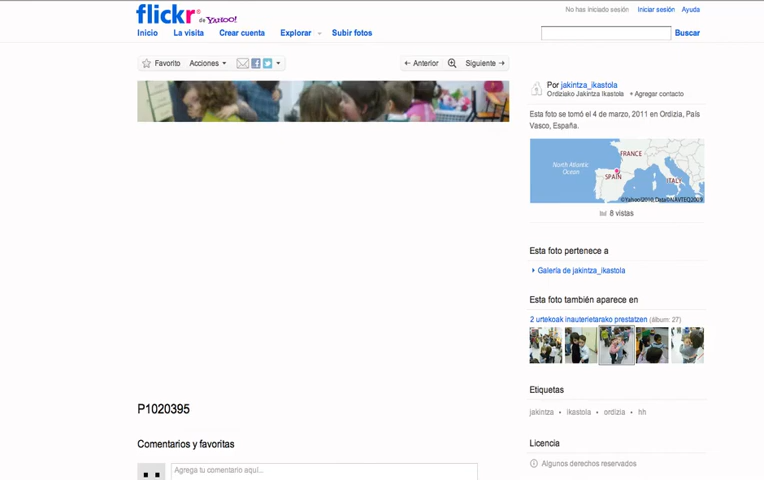 flickr® de YAHOO!
No has iniciado sesión Iniciar sesión Ayuda
Inicio La visita Crear cuenta Explorar Subir fotos
Buscar
Favorito Acciones
← Anterior Siguiente →
Por jakintza_ikastola
Ordiziako Jakintza Ikastola + Agregar contacto
Esta foto se tomó el 4 de marzo, 2011 en Ordizia, País
Vasco, España.
North Atlantic
Ocean
FRANCE
SPAIN
ITALY
©Yahoo!2010,Data©NAVTEQ2009
8 vistas
Esta foto pertenece a
Galería de jakintza_ikastola
Esta foto también aparece en
2 urtekoak inauterietarako prestatzen (álbum: 27)
P1020395
Etiquetas
jakintza • ikastola • ordizia • hh
Comentarios y favoritas
Licencia
Algunos derechos reservados
Agrega tu comentario aquí...